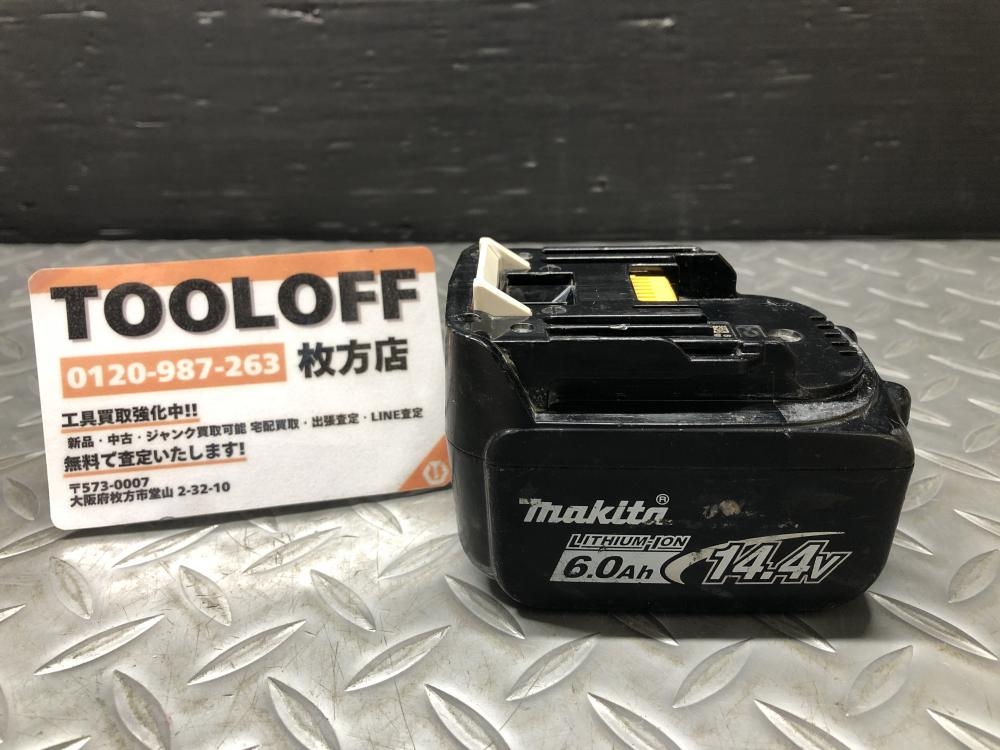 TOOLOFF
0120-987-263 枚方店
工具買取強化中!!
新品・中古・ジャンク買取可能 宅配買取・出張査定・LINE査定
無料で査定いたします!
〒573-0007
大阪府枚方市堂山 2-32-10
makita®
LITHIUM-ION
6.0Ah 14.4V